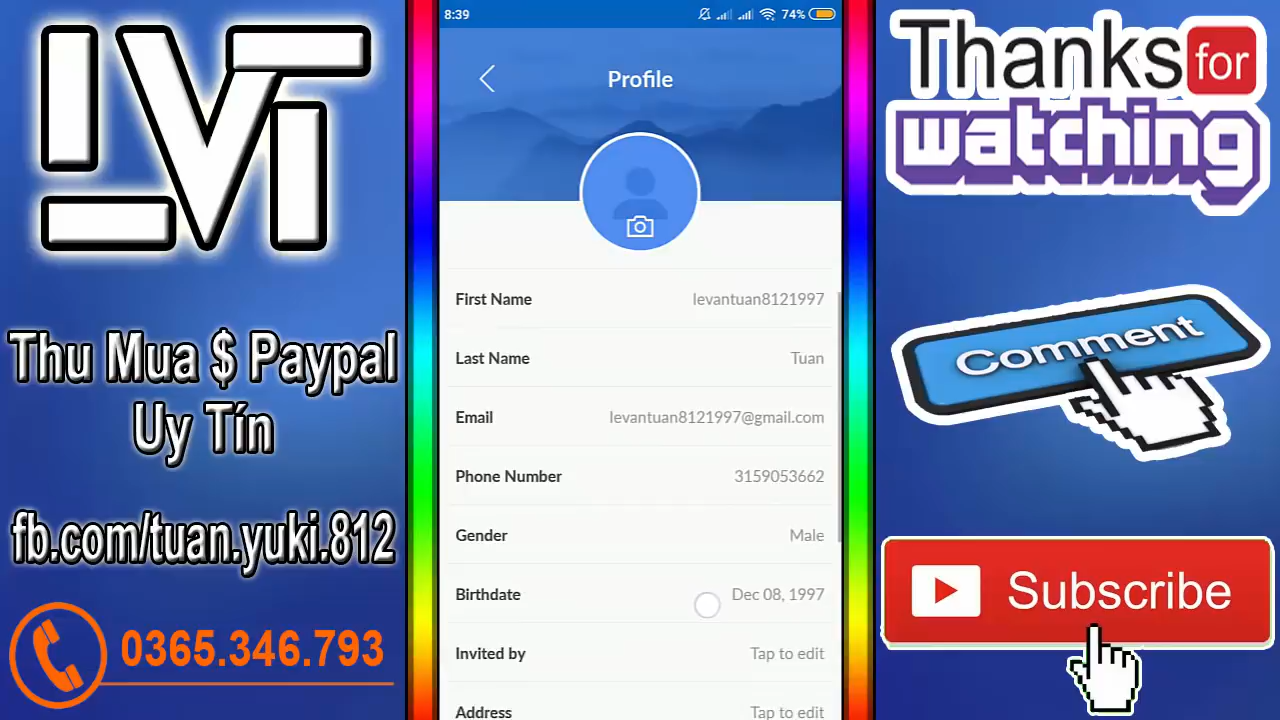 LVT
Thu Mua $ Paypal
Uy Tín
fb.com/tuan.yuki.812
0365.346.793
8:39
74%
Profile
First Name levantuan8121997
Last Name Tuan
Email levantuan8121997@gmail.com
Phone Number 3159053662
Gender Male
Birthdate Dec 08, 1997
Invited by Tap to edit
Address Tap to edit
Thanks for
watching
Comment
Subscribe